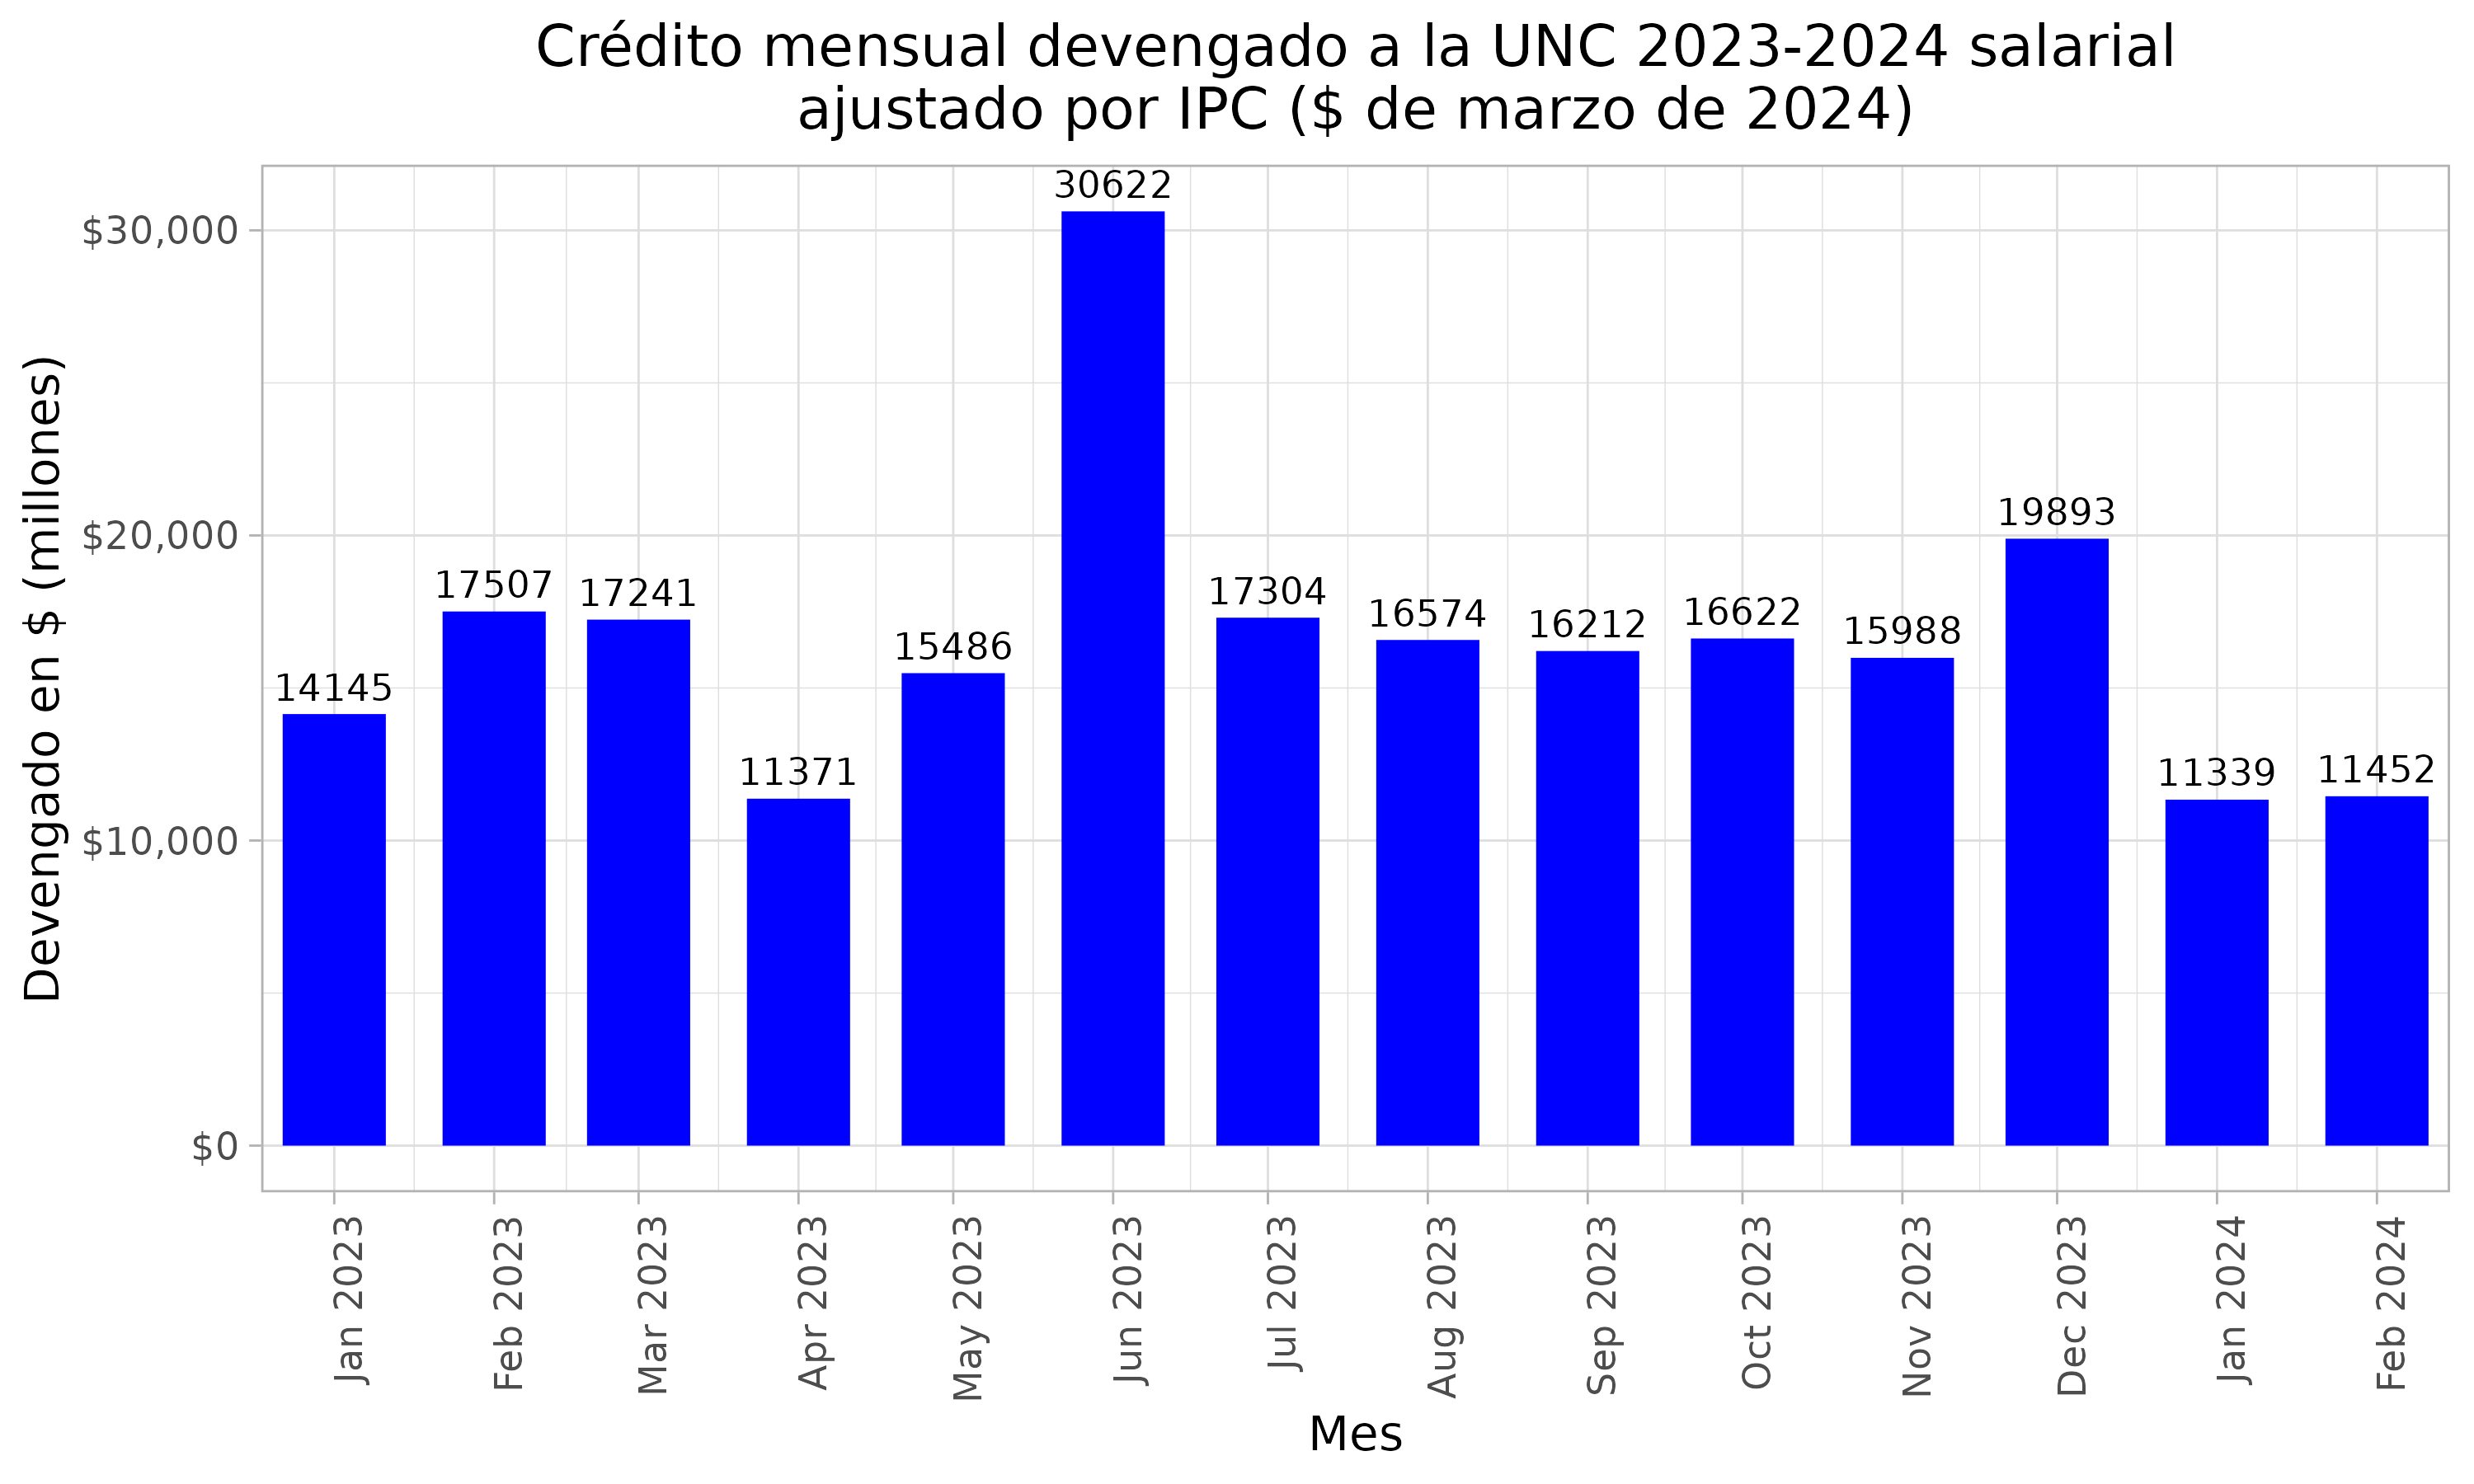 Crédito mensual devengado a la UNC 2023-2024 salarial
ajustado por IPC ($ de marzo de 2024)
Devengado en $ (millones)
$30,000
$20,000
$10,000
$0
14145
17507
17241
11371
15486
30622
17304
16574
16212
16622
15988
19893
11339
11452
Jan 2023
Feb 2023
Mar 2023
Apr 2023
May 2023
Jun 2023
Jul 2023
Aug 2023
Sep 2023
Oct 2023
Nov 2023
Dec 2023
Jan 2024
Feb 2024
Mes